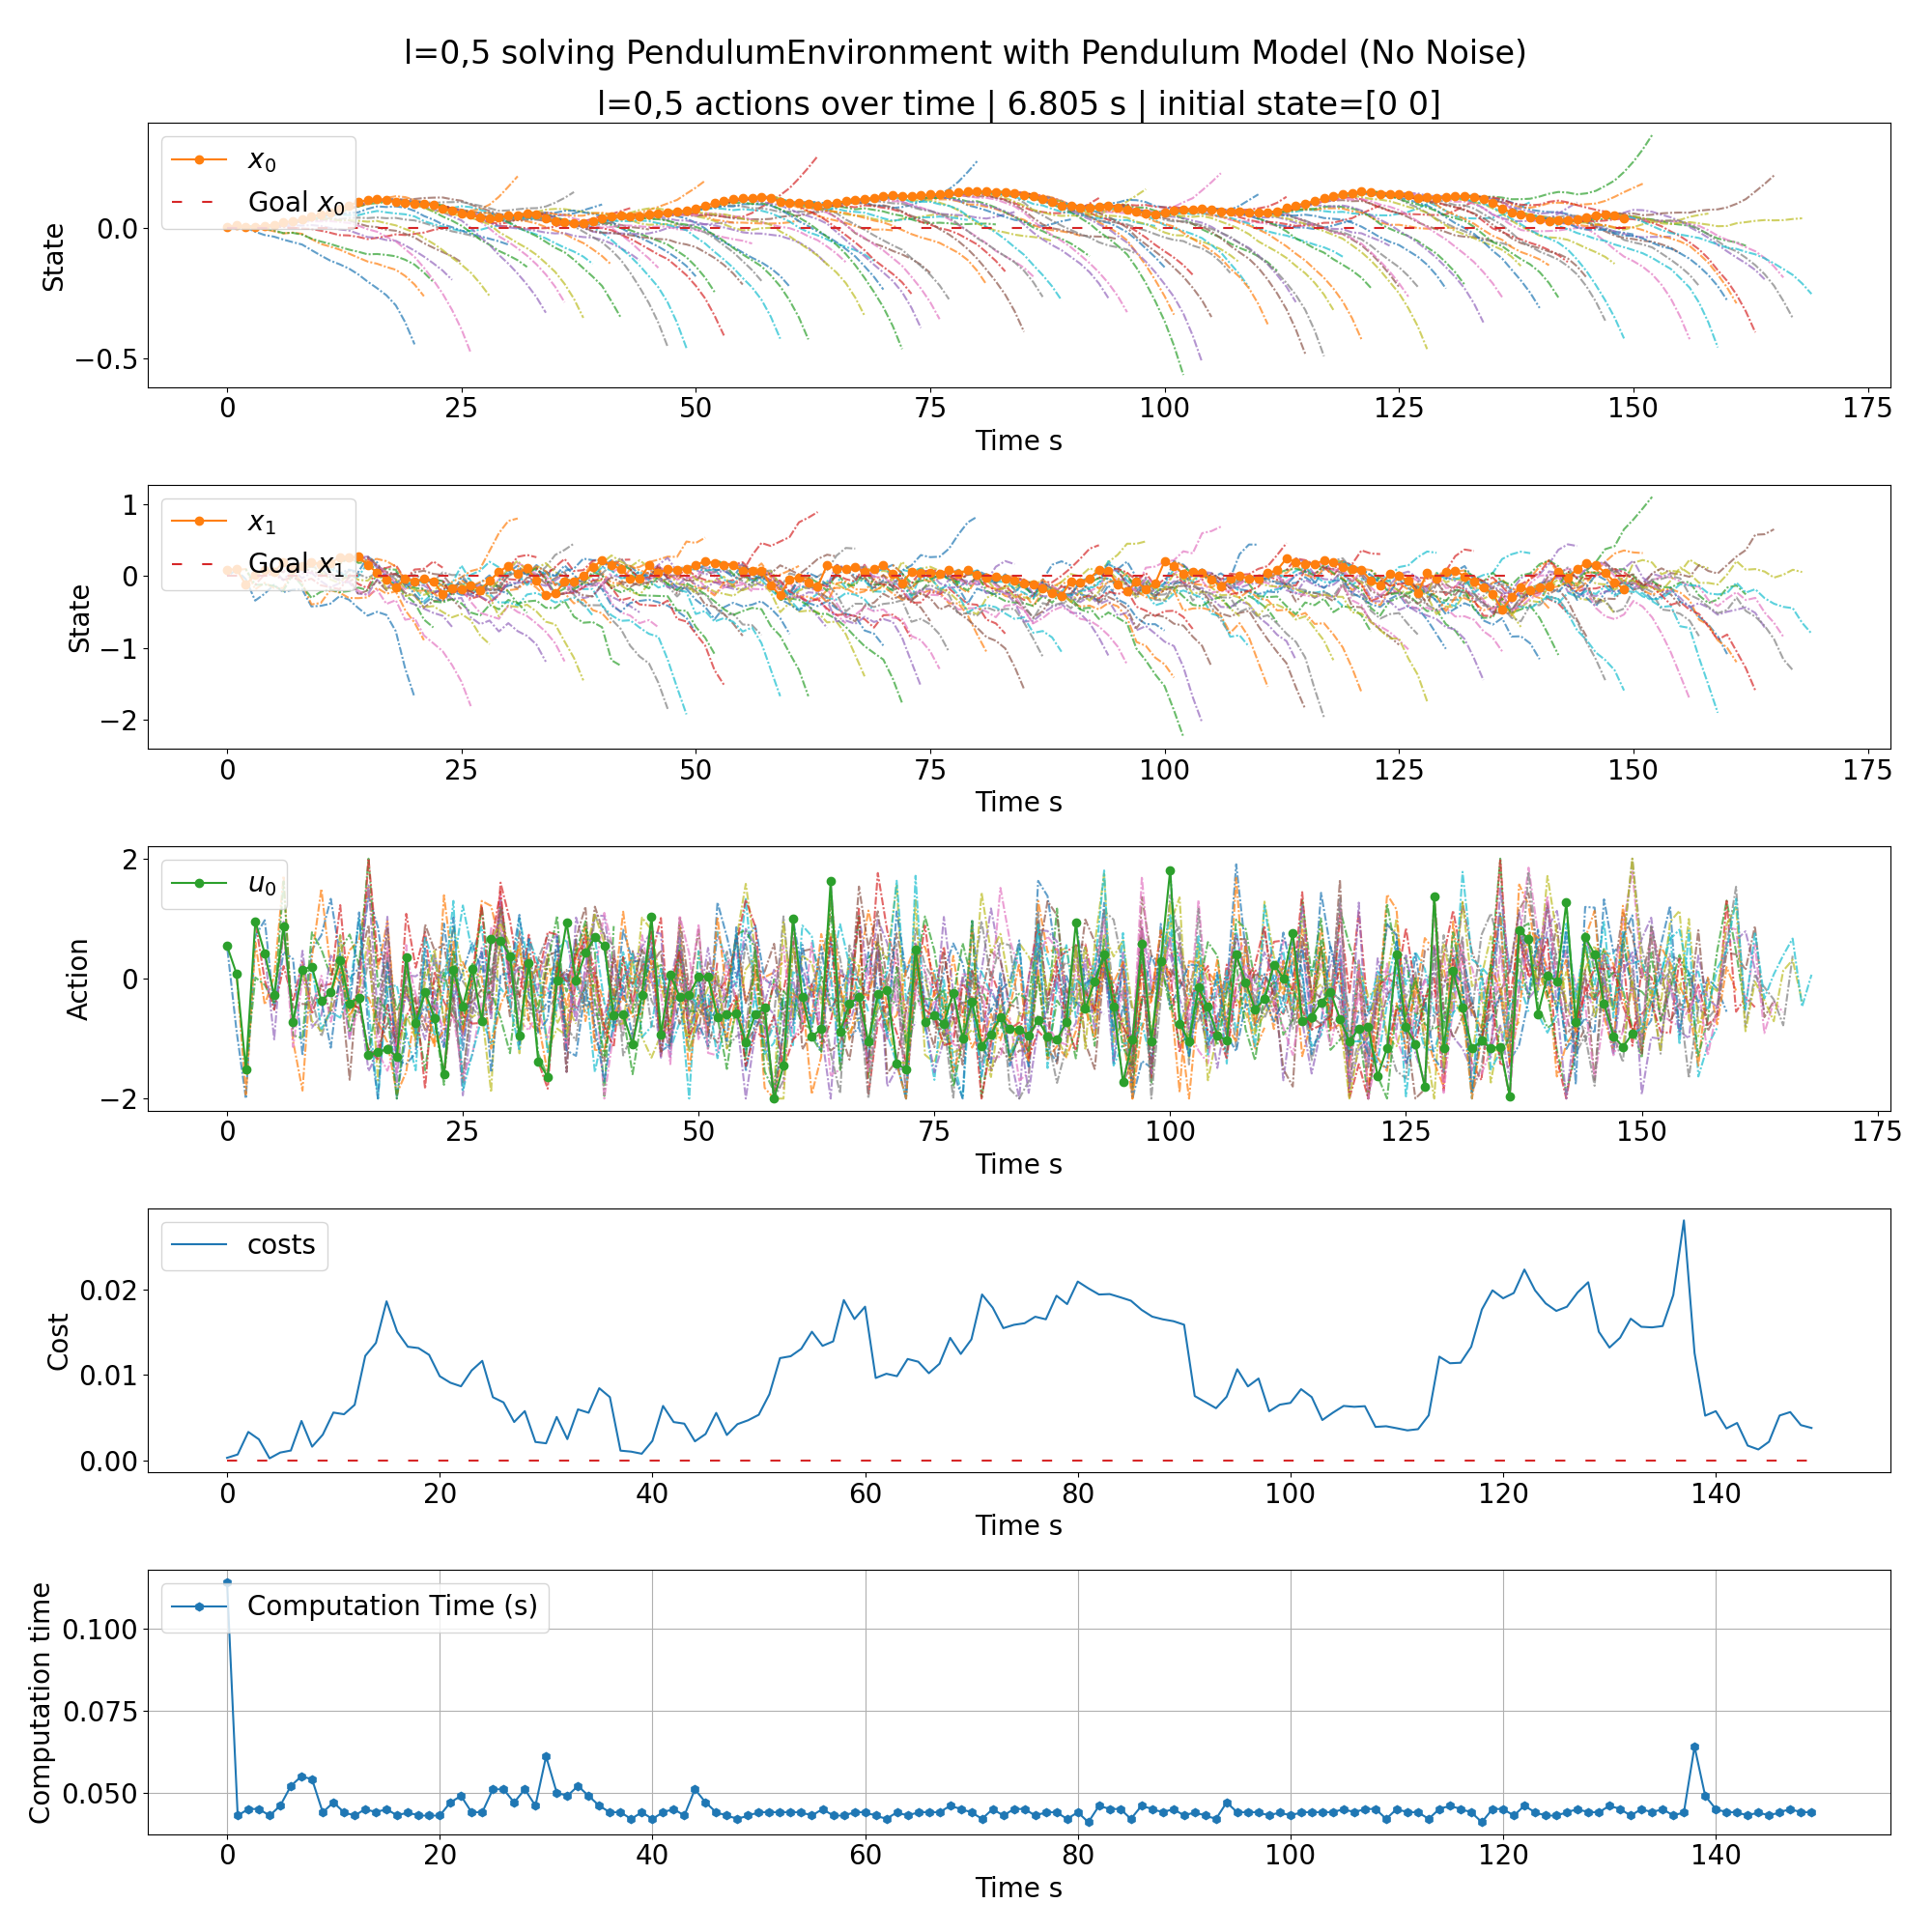 l=0,5 solving PendulumEnvironment with Pendulum Model (No Noise)
l=0,5 actions over time | 6.805 s | initial state=[0 0]
x₀
Goal x₀
State
0.0
−0.5
0 25 50 75 100 125 150 175
Time s
x₁
Goal x₁
State
1
0
−1
−2
0 25 50 75 100 125 150 175
Time s
u₀
Action
2
0
−2
0 25 50 75 100 125 150 175
Time s
costs
Cost
0.02
0.01
0.00
0 20 40 60 80 100 120 140
Time s
Computation Time (s)
Computation time
0.100
0.075
0.050
0 20 40 60 80 100 120 140
Time s